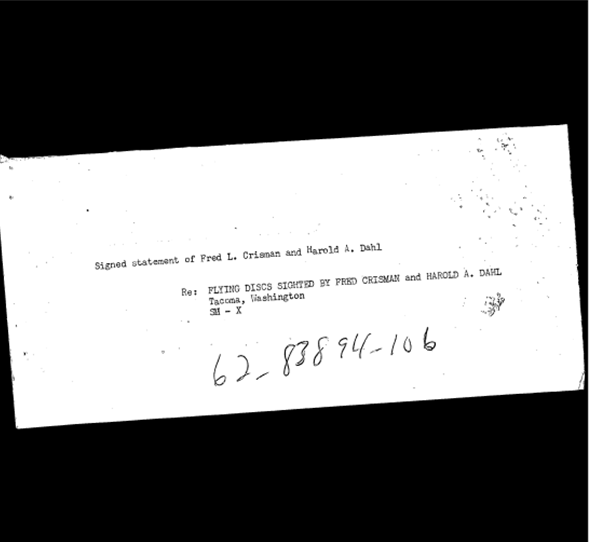 Signed statement of Fred L. Crisman and Harold A. Dahl
Re: FLYING DISCS SIGHTED BY FRED CRISMAN and HAROLD A. DAHL
Tacoma, Washington
SM - X
62-83894-106